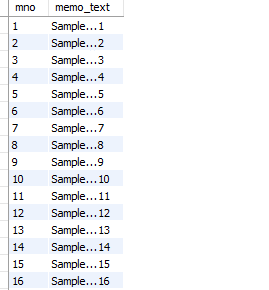 mno memo_text
1 Sample...1
2 Sample...2
3 Sample...3
4 Sample...4
5 Sample...5
6 Sample...6
7 Sample...7
8 Sample...8
9 Sample...9
10 Sample...10
11 Sample...11
12 Sample...12
13 Sample...13
14 Sample...14
15 Sample...15
16 Sample...16